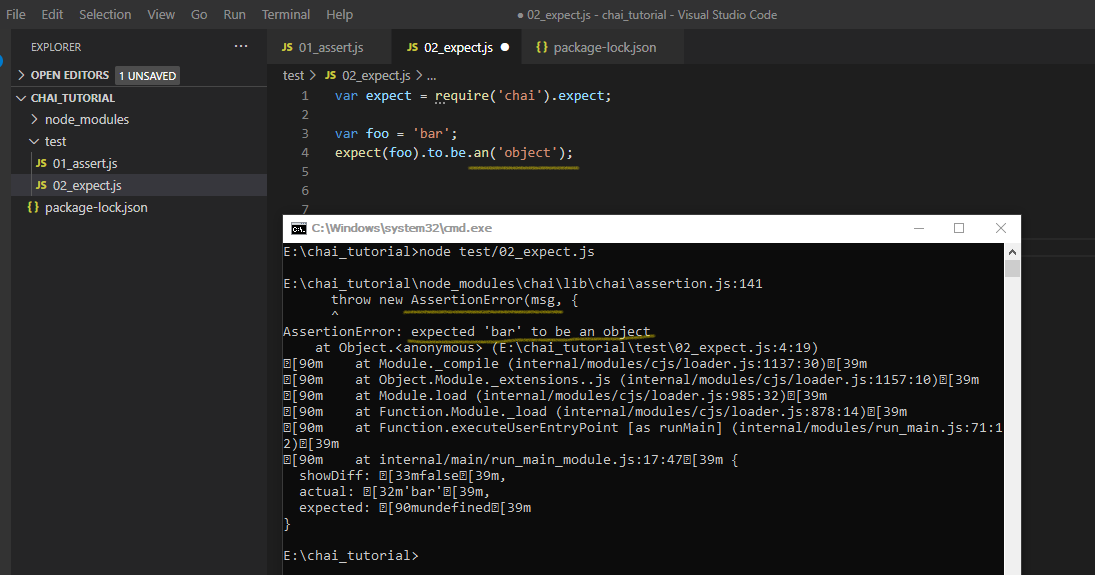 File Edit Selection View Go Run Terminal Help
● 02_expect.js - chai_tutorial - Visual Studio Code
EXPLORER ...
JS 01_assert.js
JS 02_expect.js ●
{} package-lock.json
> OPEN EDITORS 1 UNSAVED
CHAI_TUTORIAL
> node_modules
test
JS 01_assert.js
JS 02_expect.js
{} package-lock.json
test > JS 02_expect.js > ...
1 var expect = require('chai').expect;
2
3 var foo = 'bar';
4 expect(foo).to.be.an('object');
5
6
7
C:\Windows\system32\cmd.exe
E:\chai_tutorial>node test/02_expect.js
E:\chai_tutorial\node_modules\chai\lib\chai\assertion.js:141
throw new AssertionError(msg, {
^
AssertionError: expected 'bar' to be an object
at Object.<anonymous> (E:\chai_tutorial\test\02_expect.js:4:19)
[90m at Module._compile (internal/modules/cjs/loader.js:1137:30)[39m
[90m at Object.Module._extensions..js (internal/modules/cjs/loader.js:1157:10)[39m
[90m at Module.load (internal/modules/cjs/loader.js:985:32)[39m
[90m at Function.Module._load (internal/modules/cjs/loader.js:878:14)[39m
[90m at Function.executeUserEntryPoint [as runMain] (internal/modules/run_main.js:71:1
2)[39m
[90m at internal/main/run_main_module.js:17:47[39m {
showDiff: [33mfalse[39m,
actual: [32m'bar'[39m,
expected: [90mundefined[39m
}
E:\chai_tutorial>